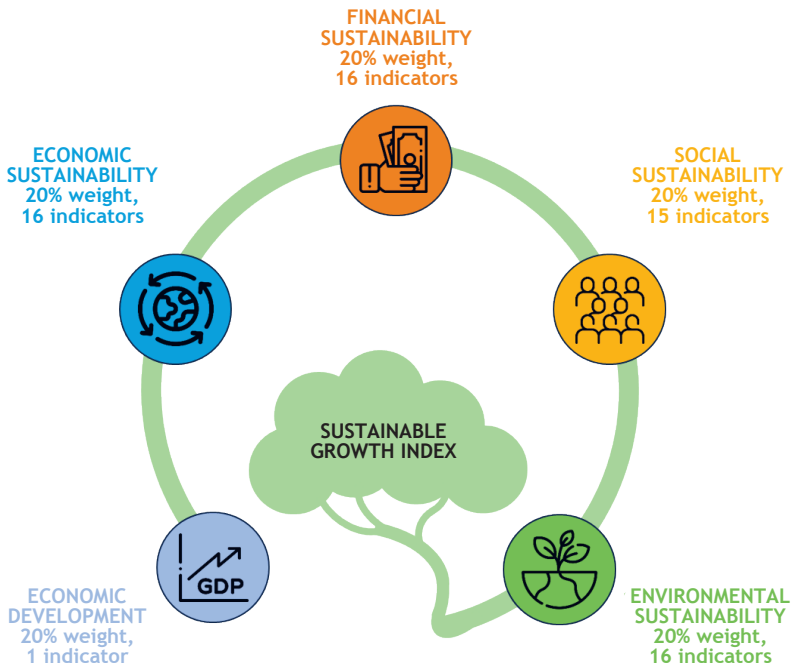 FINANCIAL
SUSTAINABILITY
20% weight,
16 indicators
ECONOMIC
SUSTAINABILITY
20% weight,
16 indicators
SOCIAL
SUSTAINABILITY
20% weight,
15 indicators
SUSTAINABLE
GROWTH INDEX
GDP
ECONOMIC
DEVELOPMENT
20% weight,
1 indicator
ENVIRONMENTAL
SUSTAINABILITY
20% weight,
16 indicators